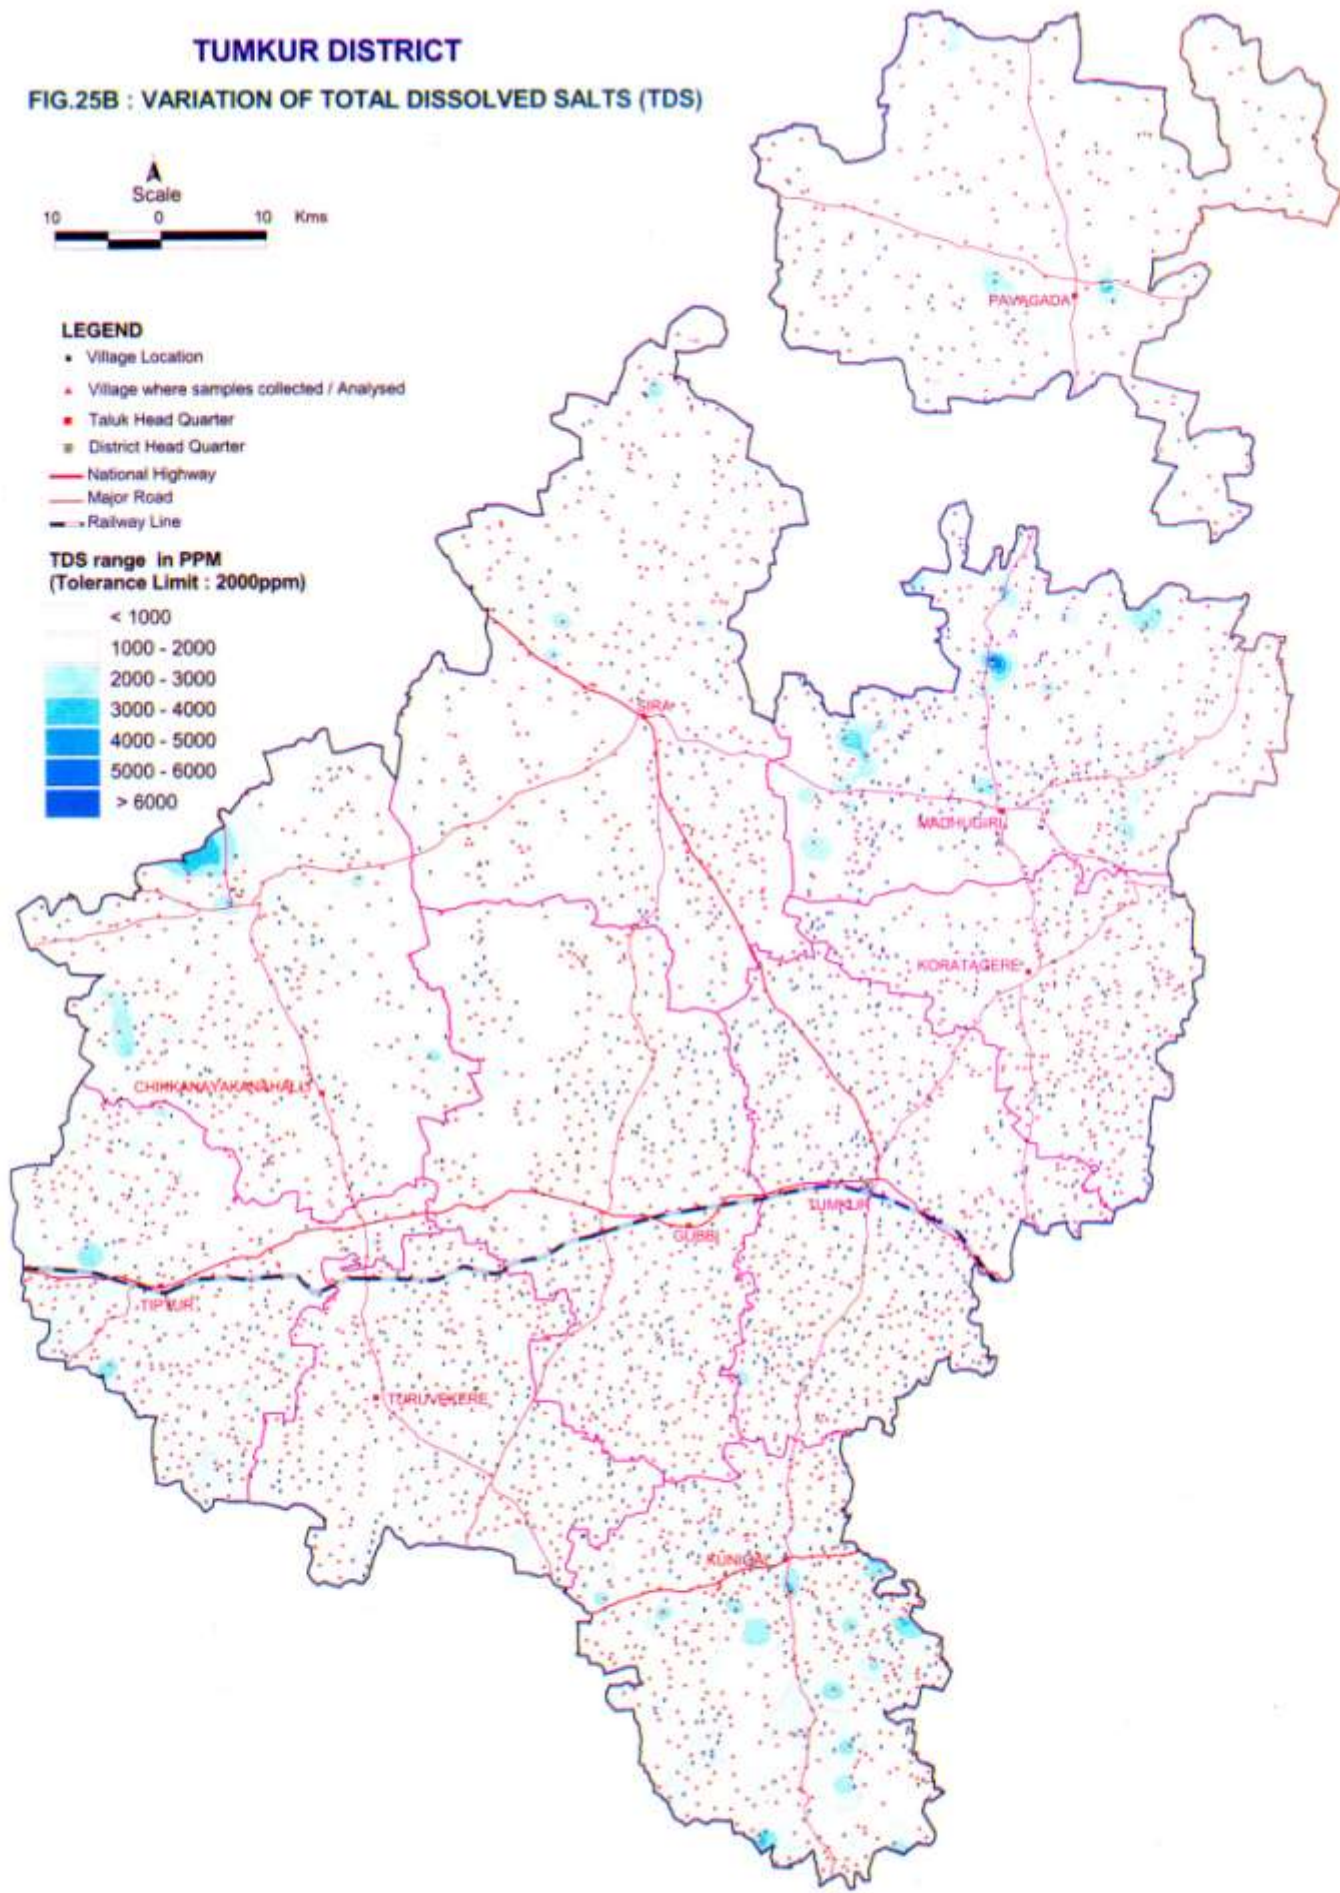 TUMKUR DISTRICT
FIG.25B : VARIATION OF TOTAL DISSOLVED SALTS (TDS)
Scale
10 0 10 Kms
LEGEND
Village Location
Village where samples collected / Analysed
Taluk Head Quarter
District Head Quarter
National Highway
Major Road
Railway Line
TDS range in PPM
(Tolerance Limit : 2000ppm)
< 1000
1000 - 2000
2000 - 3000
3000 - 4000
4000 - 5000
5000 - 6000
> 6000
PAVAGADA
SIRA
MADHUGIRI
KORATAGERE
CHIKKANAYAKANAHALLI
TUMKUR
GUBBI
TIPTUR
TURUVEKERE
KUNIGAL